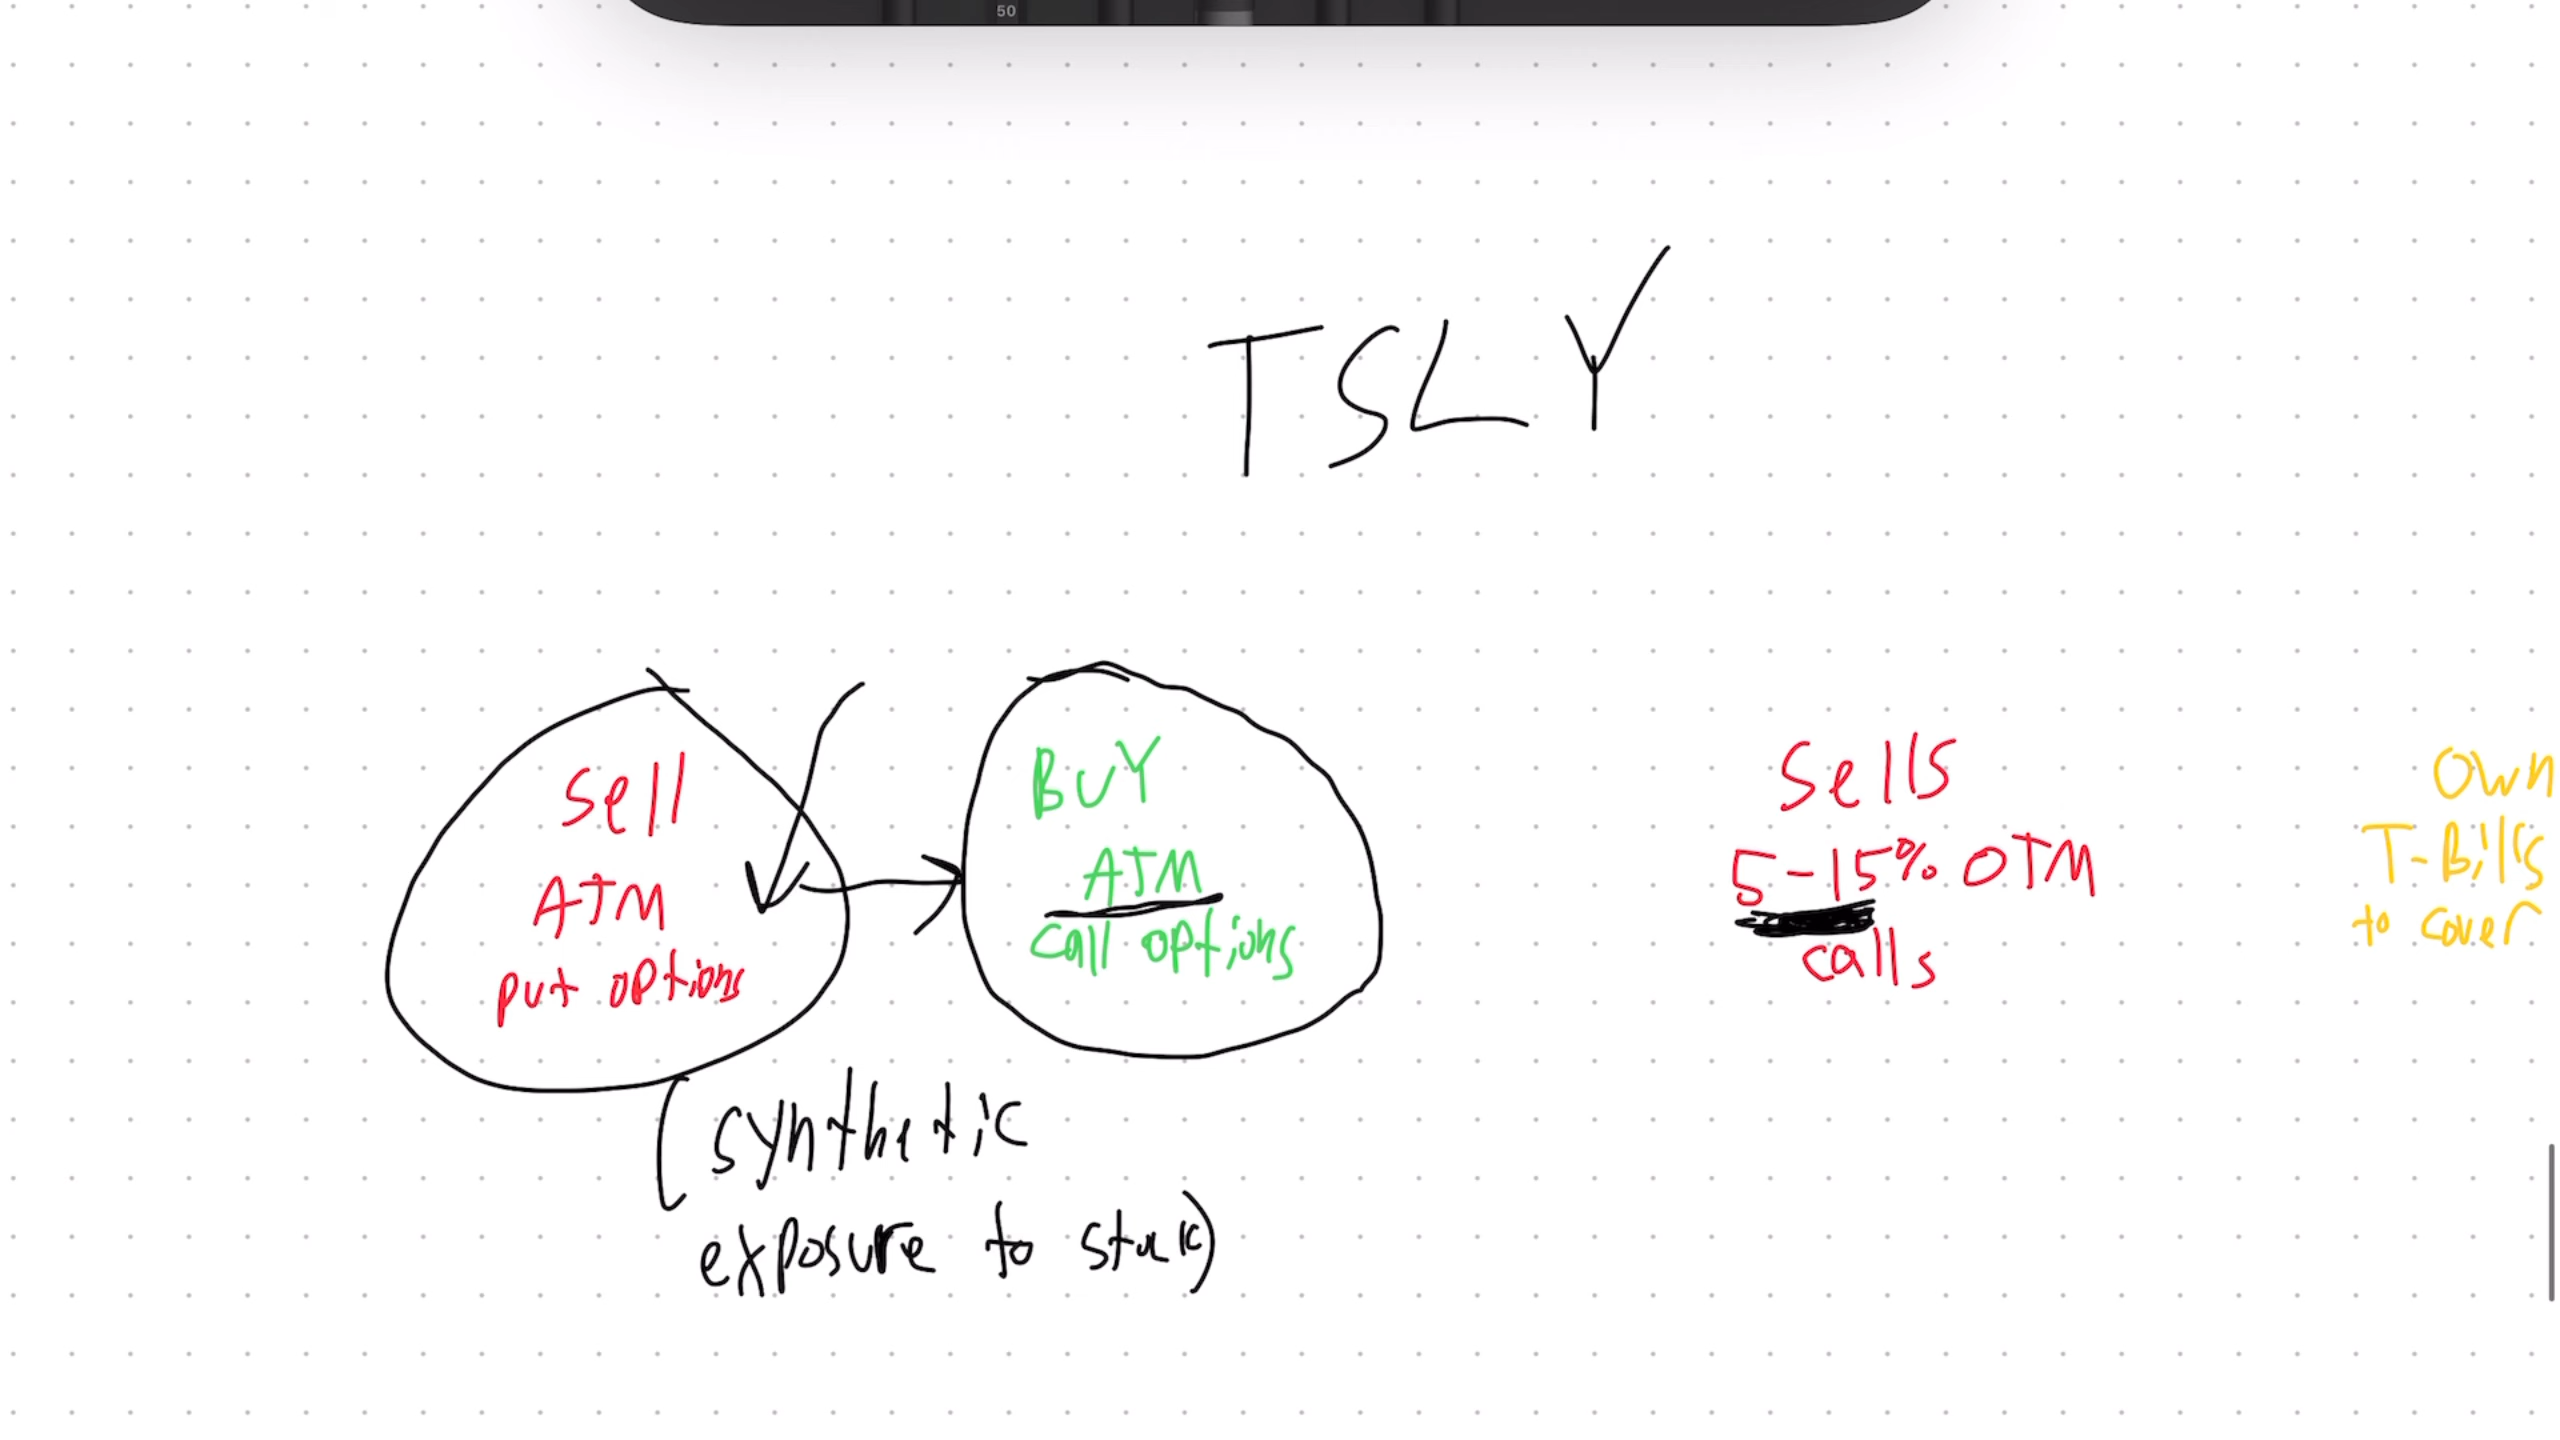 50
TSLY
Sell
ATM
put options
BUY
ATM
call options
Sells
5-15% OTM
calls
Own
T-Bills
to cover
(synthetic
exposure to stock)